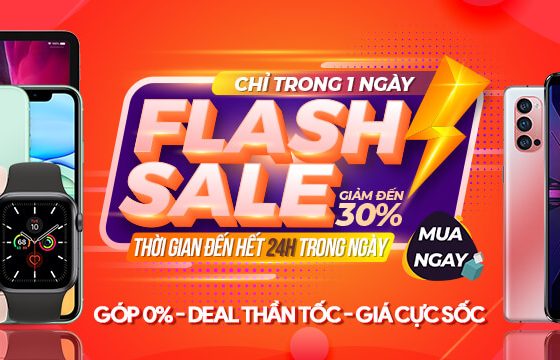 CHỈ TRONG 1 NGÀY
FLASH
SALE
GIẢM ĐẾN
30%
THỜI GIAN ĐẾN HẾT 24H TRONG NGÀY
MUA
NGAY
GÓP 0% - DEAL THẦN TỐC - GIÁ CỰC SỐC